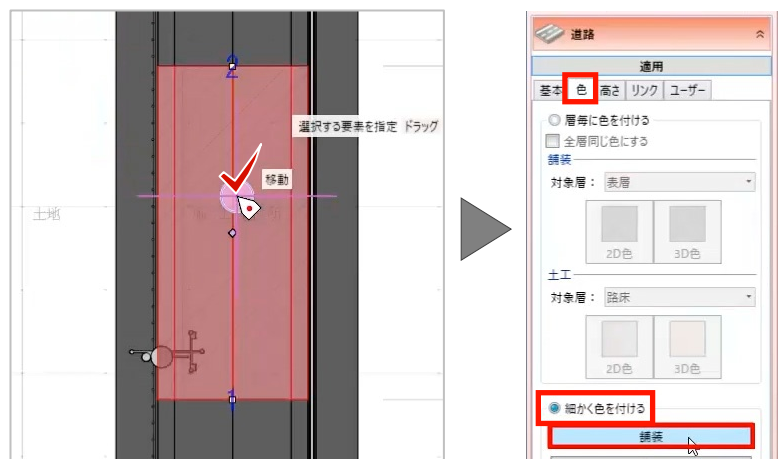 2
選択する要素を指定 ドラッグ
移動
土地
1
道路
適用
基本 色 高さ リンク ユーザー
層毎に色を付ける
全層同じ色にする
舗装
対象層： 表層
2D色 3D色
土工
対象層： 路床
2D色 3D色
細かく色を付ける
舗装